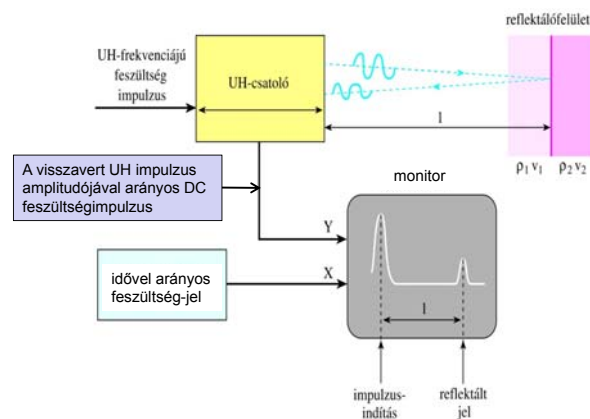 reflektálófelület
UH-frekvenciájú
feszültség
impulzus
UH-csatoló
l
ρ₁ v₁
ρ₂ v₂
A visszavert UH impulzus
amplitudójával arányos DC
feszültségimpulzus
monitor
Y
X
idővel arányos
feszültség-jel
l
impulzus-
indítás
reflektált
jel